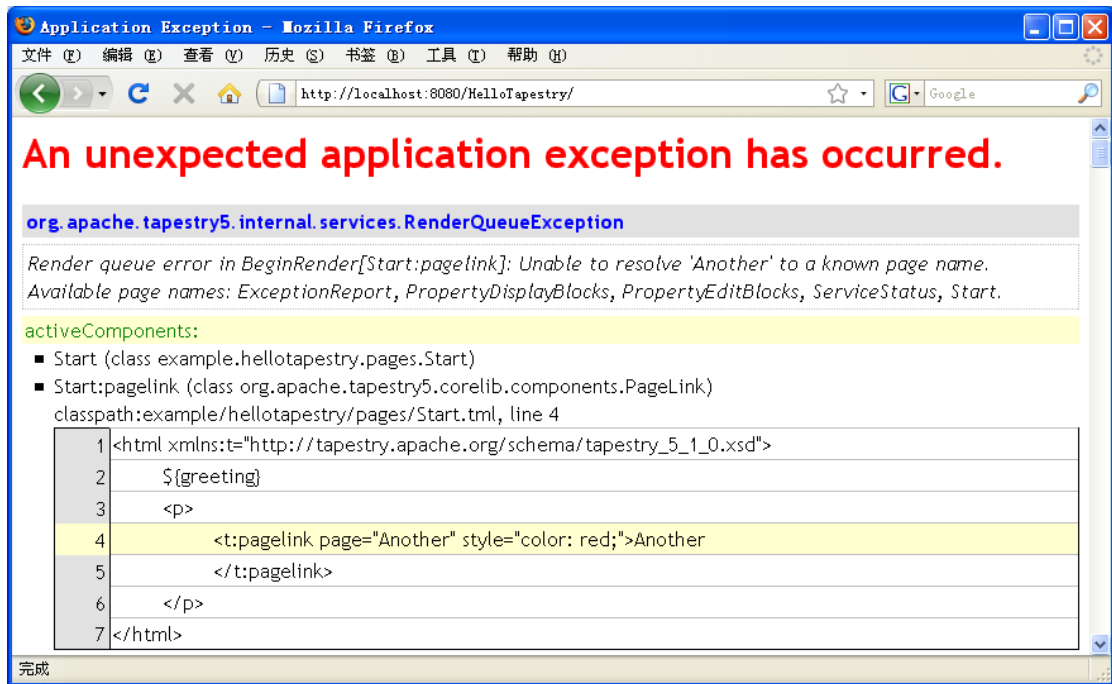 Application Exception - Mozilla Firefox
文件 (F) 编辑 (E) 查看 (V) 历史 (S) 书签 (B) 工具 (T) 帮助 (H)
http://localhost:8080/HelloTapestry/ G Google
An unexpected application exception has occurred.
org.apache.tapestry5.internal.services.RenderQueueException
Render queue error in BeginRender[Start:pagelink]: Unable to resolve 'Another' to a known page name.
Available page names: ExceptionReport, PropertyDisplayBlocks, PropertyEditBlocks, ServiceStatus, Start.
activeComponents:
Start (class example.hellotapestry.pages.Start)
Start:pagelink (class org.apache.tapestry5.corelib.components.PageLink)
classpath:example/hellotapestry/pages/Start.tml, line 4
1 <html xmlns:t="http://tapestry.apache.org/schema/tapestry_5_1_0.xsd">
2 ${greeting}
3 <p>
4 <t:pagelink page="Another" style="color: red;">Another
5 </t:pagelink>
6 </p>
7 </html>
完成